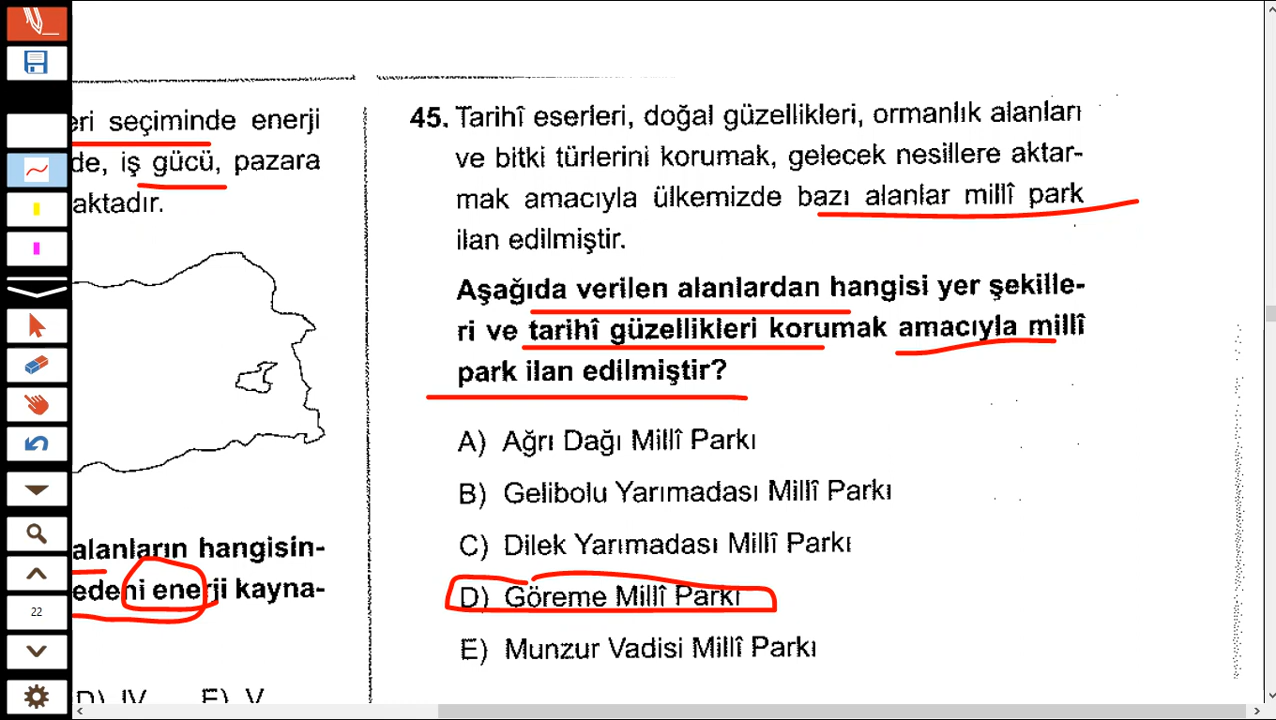 eri seçiminde enerji
de, iş gücü, pazara
aktadır.
alanların hangisin-
edeni enerji kayna-
D) IV E) V
45. Tarihî eserleri, doğal güzellikleri, ormanlık alanları
ve bitki türlerini korumak, gelecek nesillere aktar-
mak amacıyla ülkemizde bazı alanlar millî park
ilan edilmiştir.
Aşağıda verilen alanlardan hangisi yer şekille-
ri ve tarihî güzellikleri korumak amacıyla millî
park ilan edilmiştir?
A) Ağrı Dağı Millî Parkı
B) Gelibolu Yarımadası Millî Parkı
C) Dilek Yarımadası Millî Parkı
D) Göreme Millî Parkı
E) Munzur Vadisi Millî Parkı
22